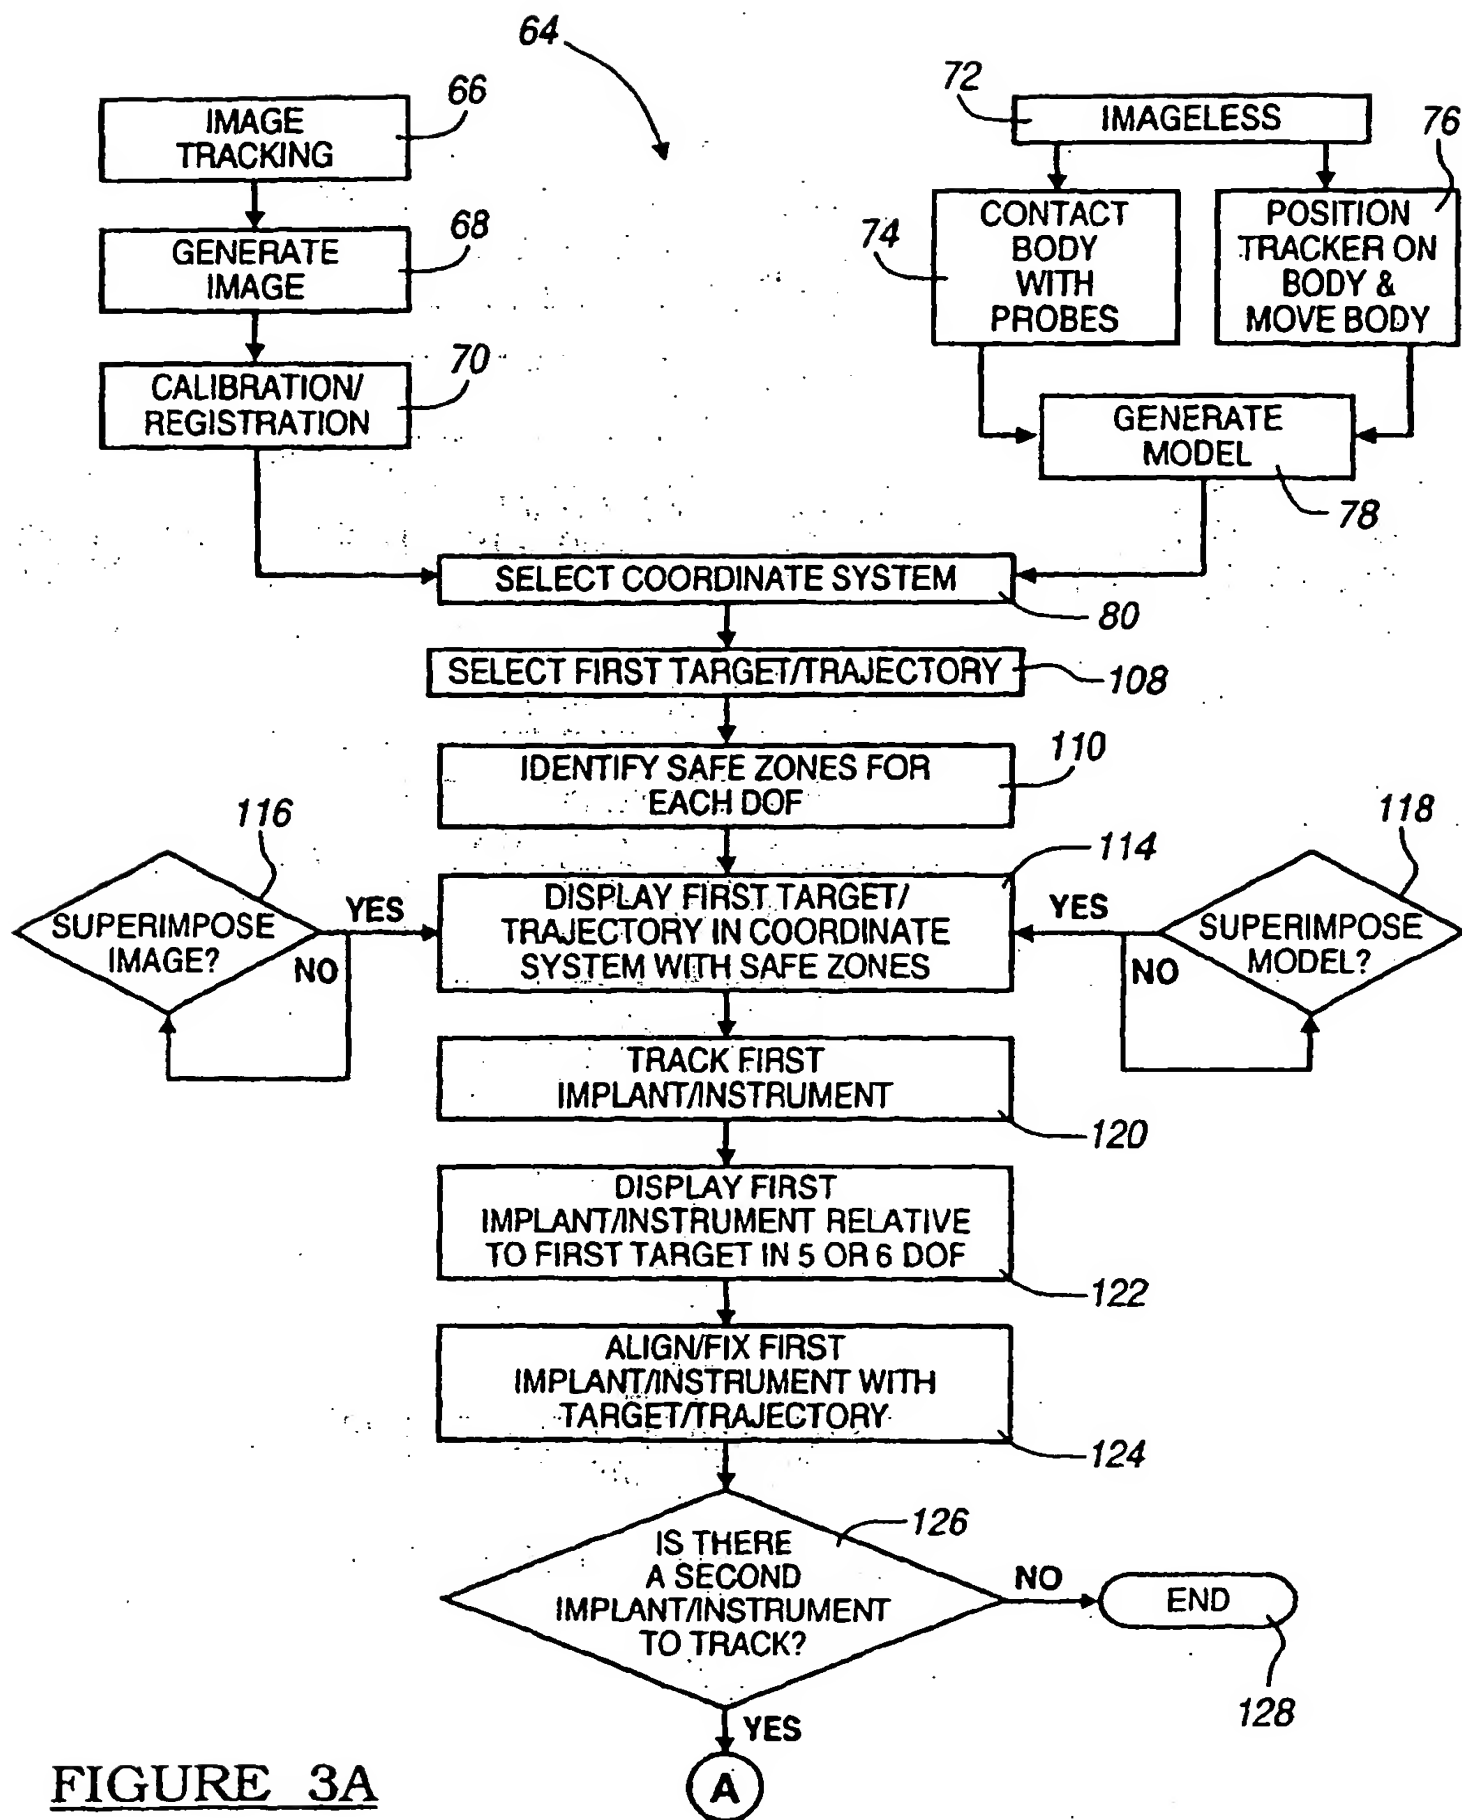 64
66
IMAGE
TRACKING
68
GENERATE
IMAGE
70
CALIBRATION/
REGISTRATION
72
IMAGELESS
76
74
CONTACT
BODY
WITH
PROBES
POSITION
TRACKER ON
BODY &
MOVE BODY
GENERATE
MODEL
78
SELECT COORDINATE SYSTEM
80
SELECT FIRST TARGET/TRAJECTORY
108
IDENTIFY SAFE ZONES FOR
EACH DOF
110
116
SUPERIMPOSE
IMAGE?
YES
NO
114
DISPLAY FIRST TARGET/
TRAJECTORY IN COORDINATE
SYSTEM WITH SAFE ZONES
118
YES
NO
SUPERIMPOSE
MODEL?
TRACK FIRST
IMPLANT/INSTRUMENT
120
DISPLAY FIRST
IMPLANT/INSTRUMENT RELATIVE
TO FIRST TARGET IN 5 OR 6 DOF
122
ALIGN/FIX FIRST
IMPLANT/INSTRUMENT WITH
TARGET/TRAJECTORY
124
126
IS THERE
A SECOND
IMPLANT/INSTRUMENT
TO TRACK?
NO
END
128
YES
A
FIGURE 3A